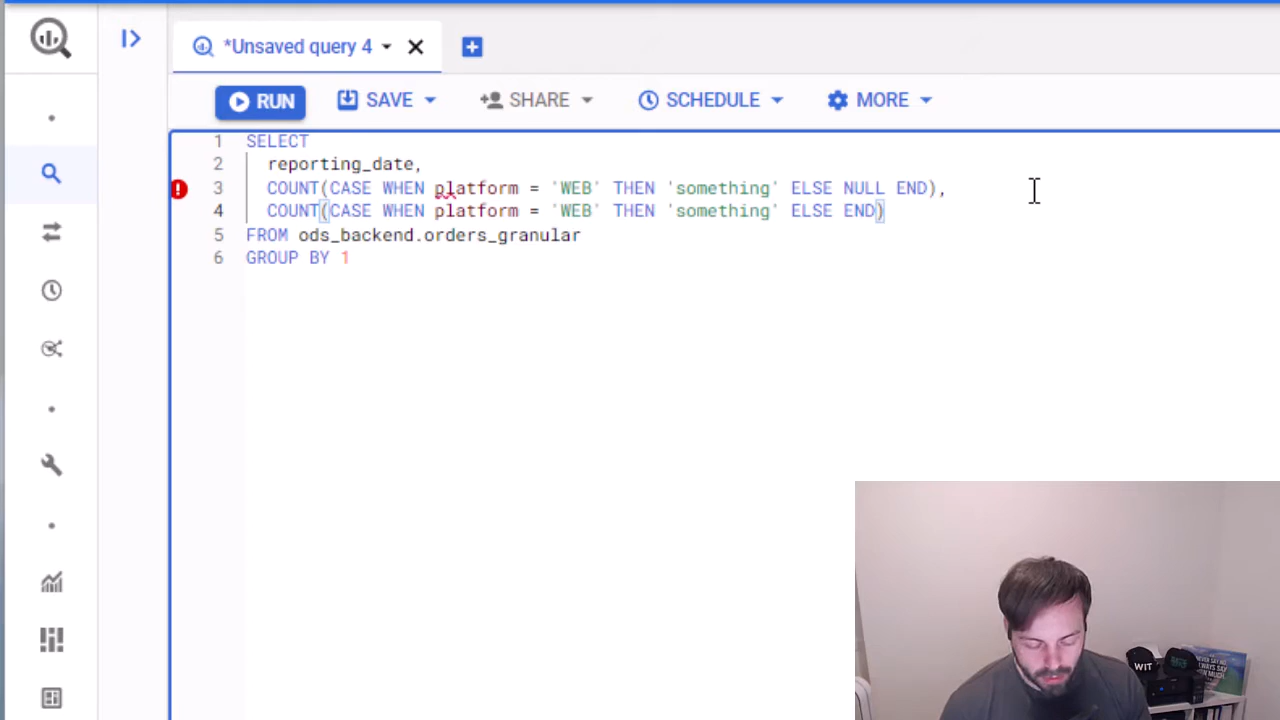 *Unsaved query 4
RUN
SAVE
SHARE
SCHEDULE
MORE
1 SELECT
2 reporting_date,
3 COUNT(CASE WHEN platform = 'WEB' THEN 'something' ELSE NULL END),
4 COUNT(CASE WHEN platform = 'WEB' THEN 'something' ELSE END)
5 FROM ods_backend.orders_granular
6 GROUP BY 1
WIT